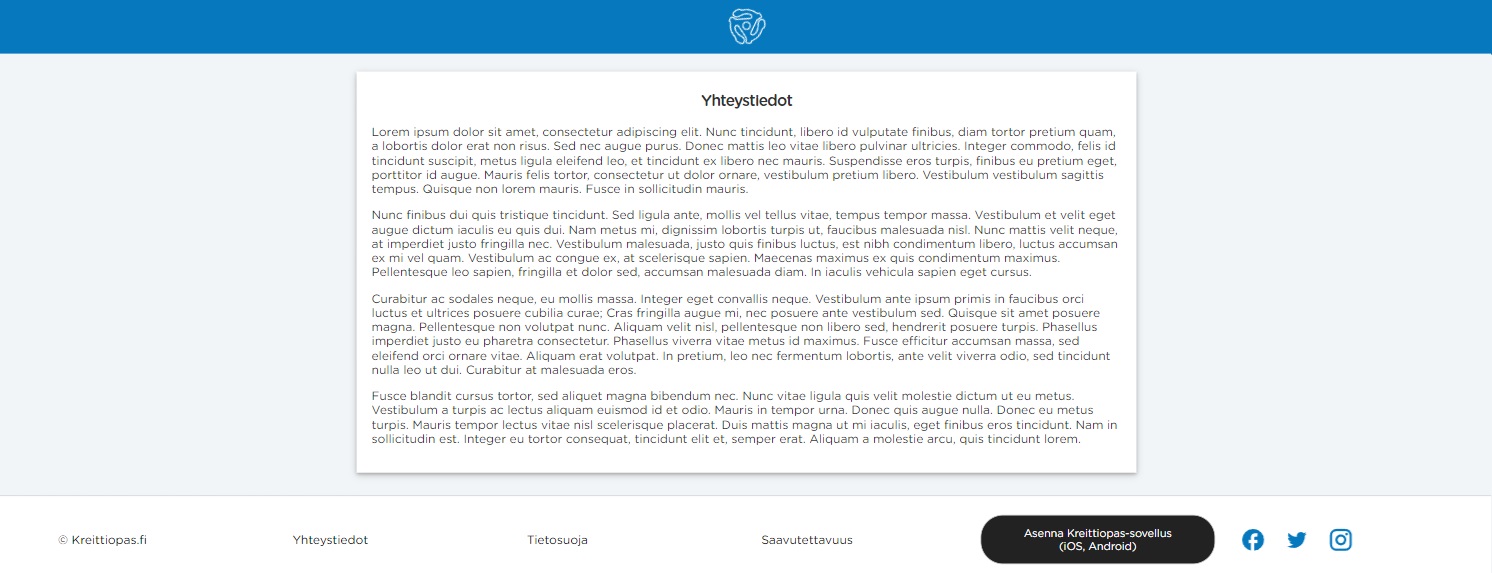 Yhteystiedot
Lorem ipsum dolor sit amet, consectetur adipiscing elit. Nunc tincidunt, libero id vulputate finibus, diam tortor pretium quam,
a lobortis dolor erat non risus. Sed nec augue purus. Donec mattis leo vitae libero pulvinar ultricies. Integer commodo, felis id
tincidunt suscipit, metus ligula eleifend leo, et tincidunt ex libero nec mauris. Suspendisse eros turpis, finibus eu pretium eget,
porttitor id augue. Mauris felis tortor, consectetur ut dolor ornare, vestibulum pretium libero. Vestibulum vestibulum sagittis
tempus. Quisque non lorem mauris. Fusce in sollicitudin mauris.
Nunc finibus dui quis tristique tincidunt. Sed ligula ante, mollis vel tellus vitae, tempus tempor massa. Vestibulum et velit eget
augue dictum iaculis eu quis dui. Nam metus mi, dignissim lobortis turpis ut, faucibus malesuada nisl. Nunc mattis velit neque,
at imperdiet justo fringilla nec. Vestibulum malesuada, justo quis finibus luctus, est nibh condimentum libero, luctus accumsan
ex mi vel quam. Vestibulum ac congue ex, at scelerisque sapien. Maecenas maximus ex quis condimentum maximus.
Pellentesque leo sapien, fringilla et dolor sed, accumsan malesuada diam. In iaculis vehicula sapien eget cursus.
Curabitur ac sodales neque, eu mollis massa. Integer eget convallis neque. Vestibulum ante ipsum primis in faucibus orci
luctus et ultrices posuere cubilia curae; Cras fringilla augue mi, nec posuere ante vestibulum sed. Quisque sit amet posuere
magna. Pellentesque non volutpat nunc. Aliquam velit nisl, pellentesque non libero sed, hendrerit posuere turpis. Phasellus
imperdiet justo eu pharetra consectetur. Phasellus viverra vitae metus id maximus. Fusce efficitur accumsan massa, sed
eleifend orci ornare vitae. Aliquam erat volutpat. In pretium, leo nec fermentum lobortis, ante velit viverra odio, sed tincidunt
nulla leo ut dui. Curabitur at malesuada eros.
Fusce blandit cursus tortor, sed aliquet magna bibendum nec. Nunc vitae ligula quis velit molestie dictum ut eu metus.
Vestibulum a turpis ac lectus aliquam euismod id et odio. Mauris in tempor urna. Donec quis augue nulla. Donec eu metus
turpis. Mauris tempor lectus vitae nisl scelerisque placerat. Duis mattis magna ut mi iaculis, eget finibus eros tincidunt. Nam in
sollicitudin est. Integer eu tortor consequat, tincidunt elit et, semper erat. Aliquam a molestie arcu, quis tincidunt lorem.
© Kreittiopas.fi
Yhteystiedot
Tietosuoja
Saavutettavuus
Asenna Kreittiopas-sovellus
(iOS, Android)